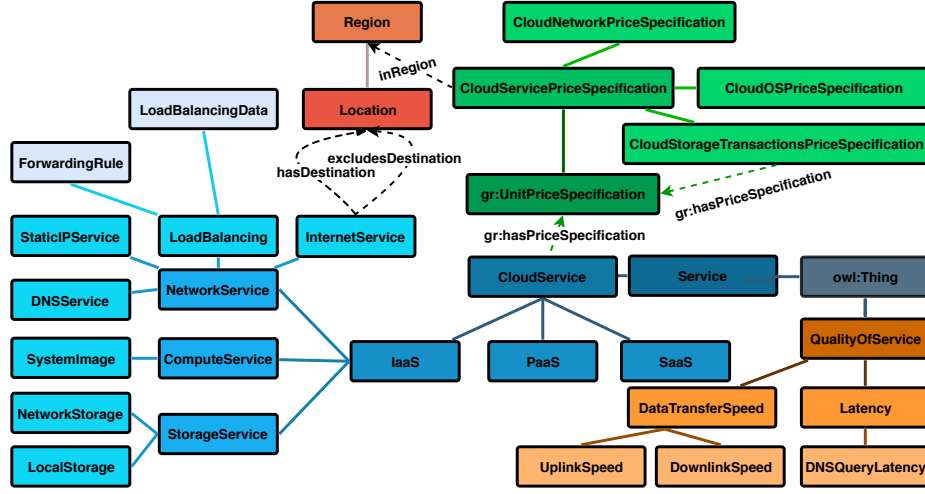 Region
CloudNetworkPriceSpecification
inRegion
CloudServicePriceSpecification
CloudOSPriceSpecification
LoadBalancingData
Location
CloudStorageTransactionsPriceSpecification
ForwardingRule
excludesDestination
hasDestination
gr:UnitPriceSpecification
gr:hasPriceSpecification
StaticIPService
LoadBalancing
InternetService
gr:hasPriceSpecification
CloudService
Service
owl:Thing
NetworkService
DNSService
QualityOfService
SystemImage
ComputeService
IaaS
PaaS
SaaS
NetworkStorage
DataTransferSpeed
Latency
StorageService
LocalStorage
UplinkSpeed
DownlinkSpeed
DNSQueryLatency